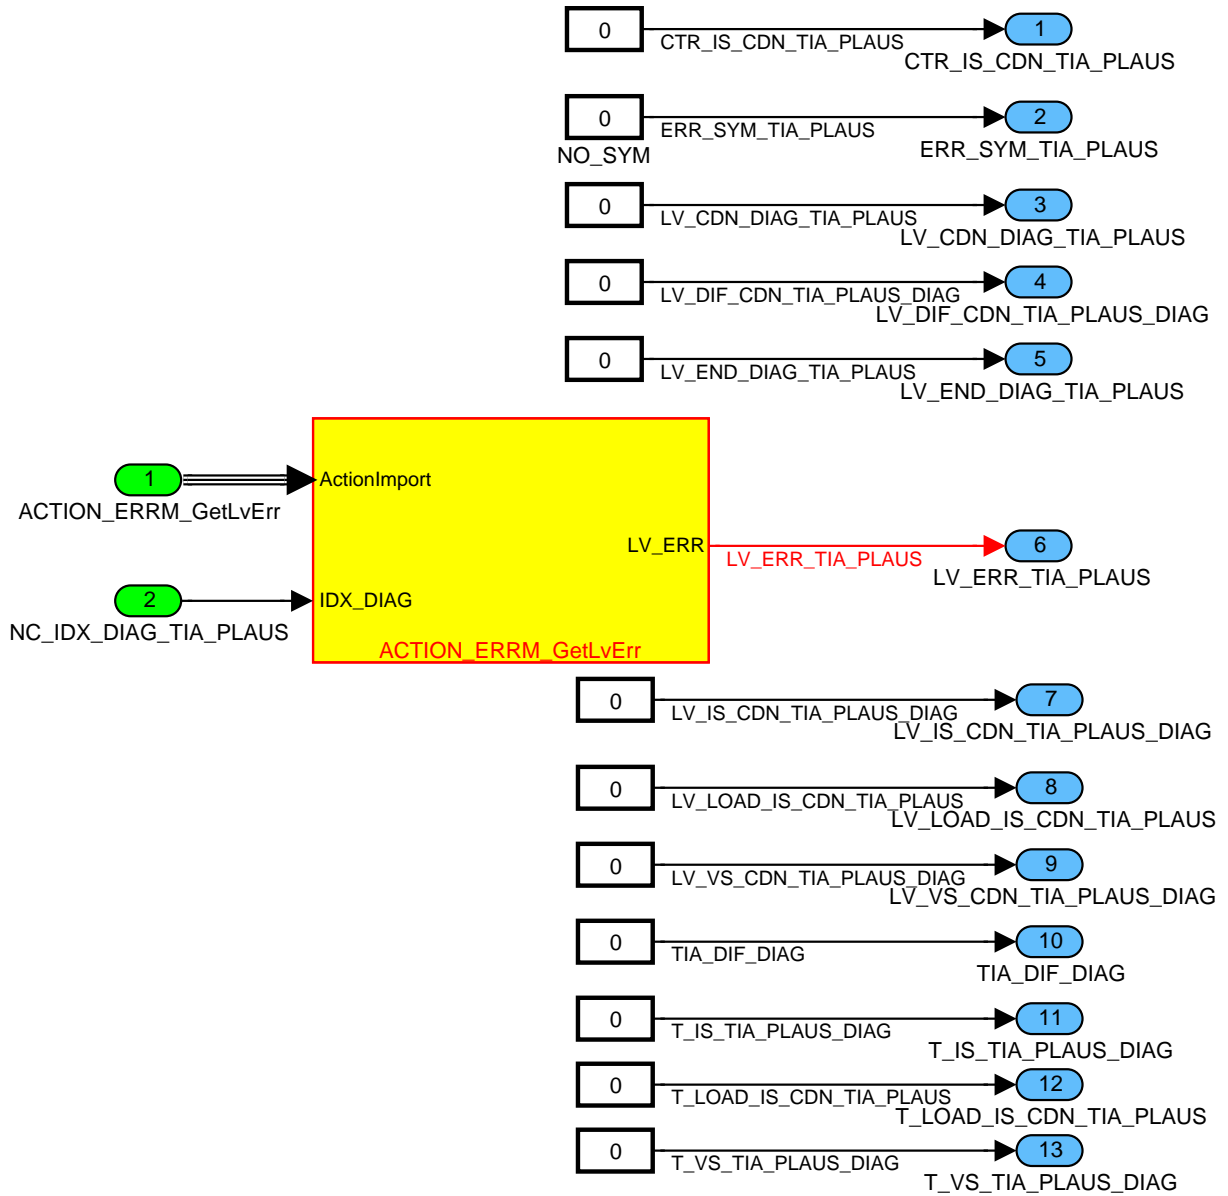 0
CTR_IS_CDN_TIA_PLAUS
1
CTR_IS_CDN_TIA_PLAUS
0
NO_SYM
ERR_SYM_TIA_PLAUS
2
ERR_SYM_TIA_PLAUS
0
LV_CDN_DIAG_TIA_PLAUS
3
LV_CDN_DIAG_TIA_PLAUS
0
LV_DIF_CDN_TIA_PLAUS_DIAG
4
LV_DIF_CDN_TIA_PLAUS_DIAG
0
LV_END_DIAG_TIA_PLAUS
5
LV_END_DIAG_TIA_PLAUS
1
ACTION_ERRM_GetLvErr
ActionImport
2
NC_IDX_DIAG_TIA_PLAUS
IDX_DIAG
LV_ERR
ACTION_ERRM_GetLvErr
LV_ERR_TIA_PLAUS
6
LV_ERR_TIA_PLAUS
0
LV_IS_CDN_TIA_PLAUS_DIAG
7
LV_IS_CDN_TIA_PLAUS_DIAG
0
LV_LOAD_IS_CDN_TIA_PLAUS
8
LV_LOAD_IS_CDN_TIA_PLAUS
0
LV_VS_CDN_TIA_PLAUS_DIAG
9
LV_VS_CDN_TIA_PLAUS_DIAG
0
TIA_DIF_DIAG
10
TIA_DIF_DIAG
0
T_IS_TIA_PLAUS_DIAG
11
T_IS_TIA_PLAUS_DIAG
0
T_LOAD_IS_CDN_TIA_PLAUS
12
T_LOAD_IS_CDN_TIA_PLAUS
0
T_VS_TIA_PLAUS_DIAG
13
T_VS_TIA_PLAUS_DIAG